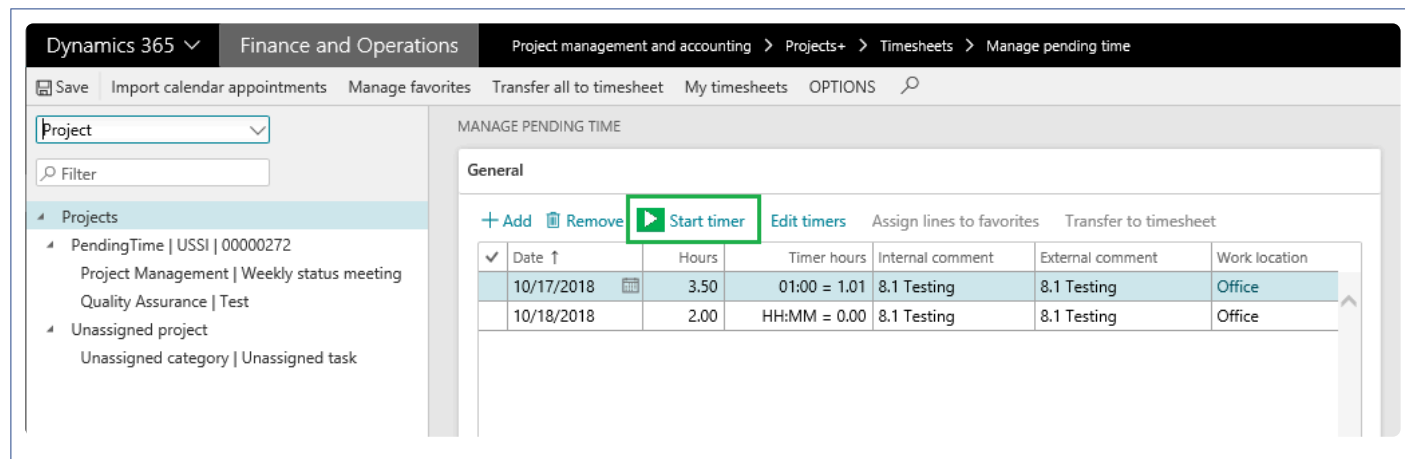 Dynamics 365 Finance and Operations Project management and accounting > Projects+ > Timesheets > Manage pending time
Save Import calendar appointments Manage favorites Transfer all to timesheet My timesheets OPTIONS
Project
Filter
Projects
PendingTime | USSI | 00000272
Project Management | Weekly status meeting
Quality Assurance | Test
Unassigned project
Unassigned category | Unassigned task
MANAGE PENDING TIME
General
+ Add Remove Start timer Edit timers Assign lines to favorites Transfer to timesheet
✓ Date ↑ Hours Timer hours Internal comment External comment Work location
10/17/2018 3.50 01:00 = 1.01 8.1 Testing 8.1 Testing Office
10/18/2018 2.00 HH:MM = 0.00 8.1 Testing 8.1 Testing Office